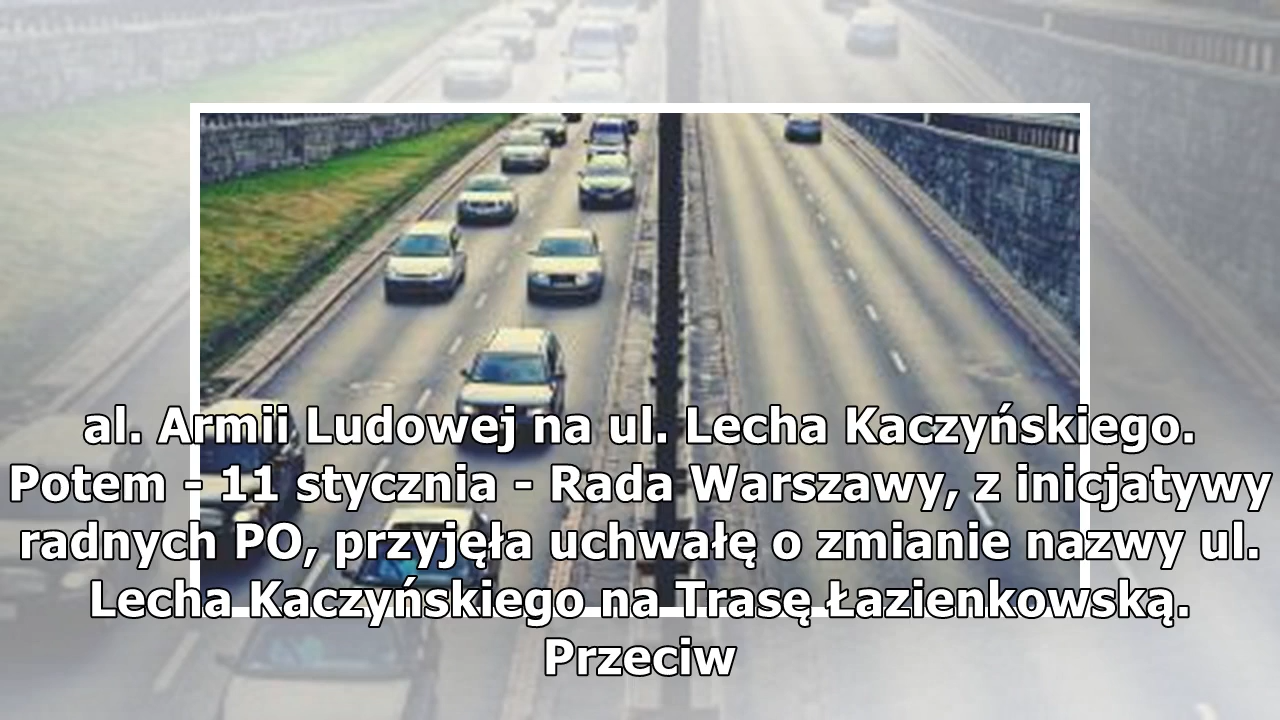 al. Armii Ludowej na ul. Lecha Kaczyńskiego.
Potem - 11 stycznia - Rada Warszawy, z inicjatywy
radnych PO, przyjęła uchwałę o zmianie nazwy ul.
Lecha Kaczyńskiego na Trasę Łazienkowską.
Przeciw